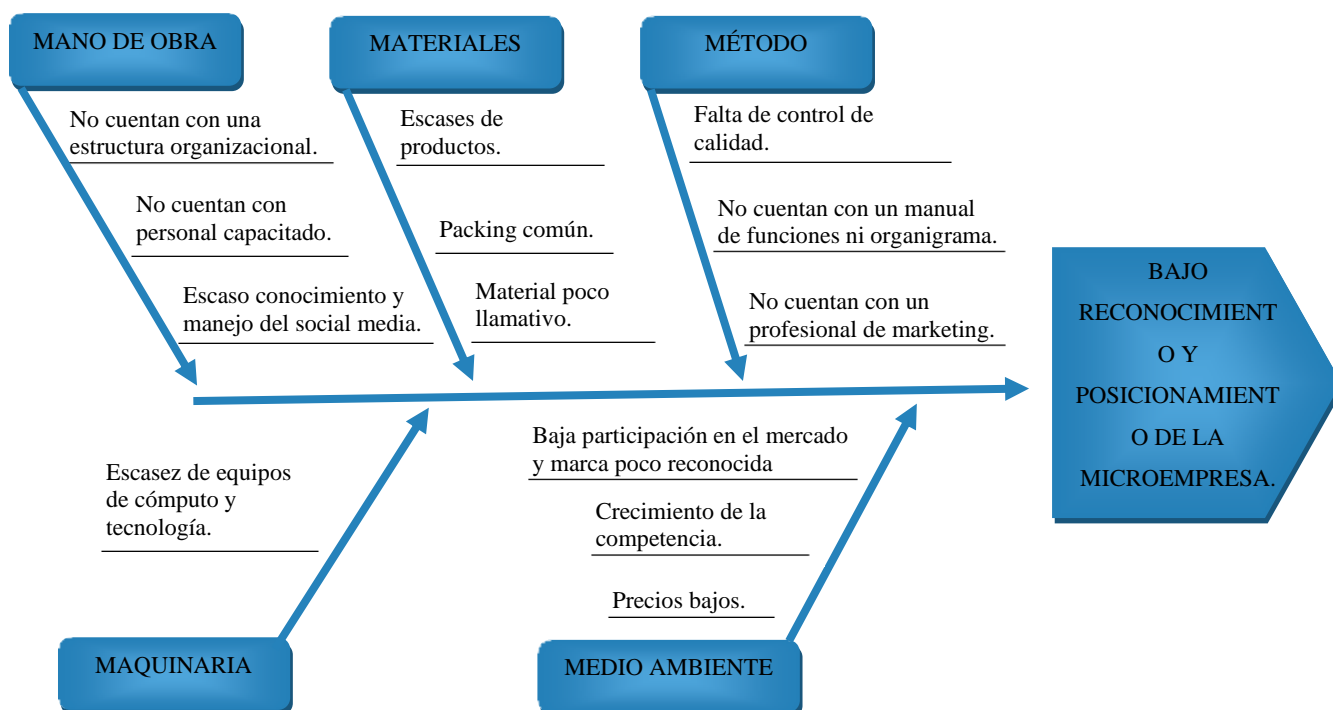 MANO DE OBRA
MATERIALES
MÉTODO
No cuentan con una
estructura organizacional.
No cuentan con
personal capacitado.
Escaso conocimiento y
manejo del social media.
Escases de
productos.
Packing común.
Material poco
llamativo.
Falta de control de
calidad.
No cuentan con un manual
de funciones ni organigrama.
No cuentan con un
profesional de marketing.
BAJO
RECONOCIMIENT
O Y
POSICIONAMIENT
O DE LA
MICROEMPRESA.
Escasez de equipos
de cómputo y
tecnología.
Baja participación en el mercado
y marca poco reconocida
Crecimiento de la
competencia.
Precios bajos.
MAQUINARIA
MEDIO AMBIENTE